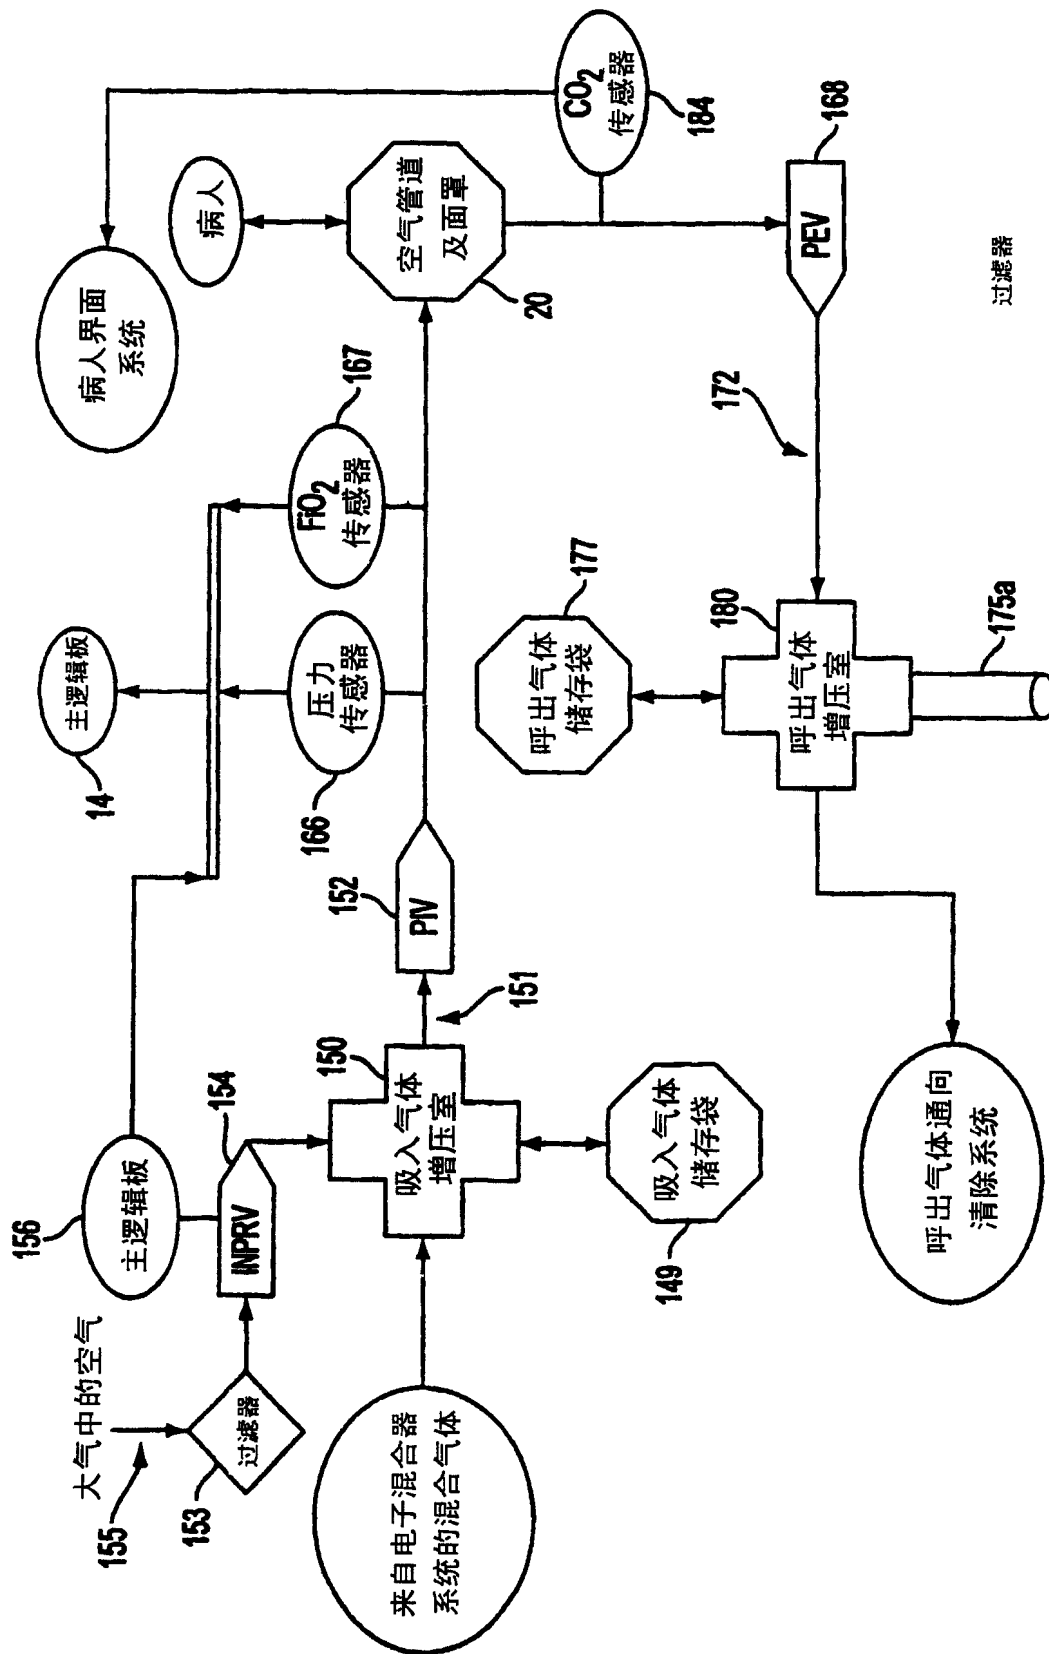 病人界面
系统
病人
空气管道
及面罩
20
CO2
传感器
184
PEV
168
过滤器
FiO2
传感器
167
172
主逻辑板
14
压力
传感器
166
呼出气体
储存袋
177
呼出气体
增压室
180
175a
PIV
152
151
156
主逻辑板
INPRV
154
吸入气体
增压室
150
吸入气体
储存袋
149
呼出气体通向
清除系统
大气中的空气
155
过滤器
153
来自电子混合器
系统的混合气体